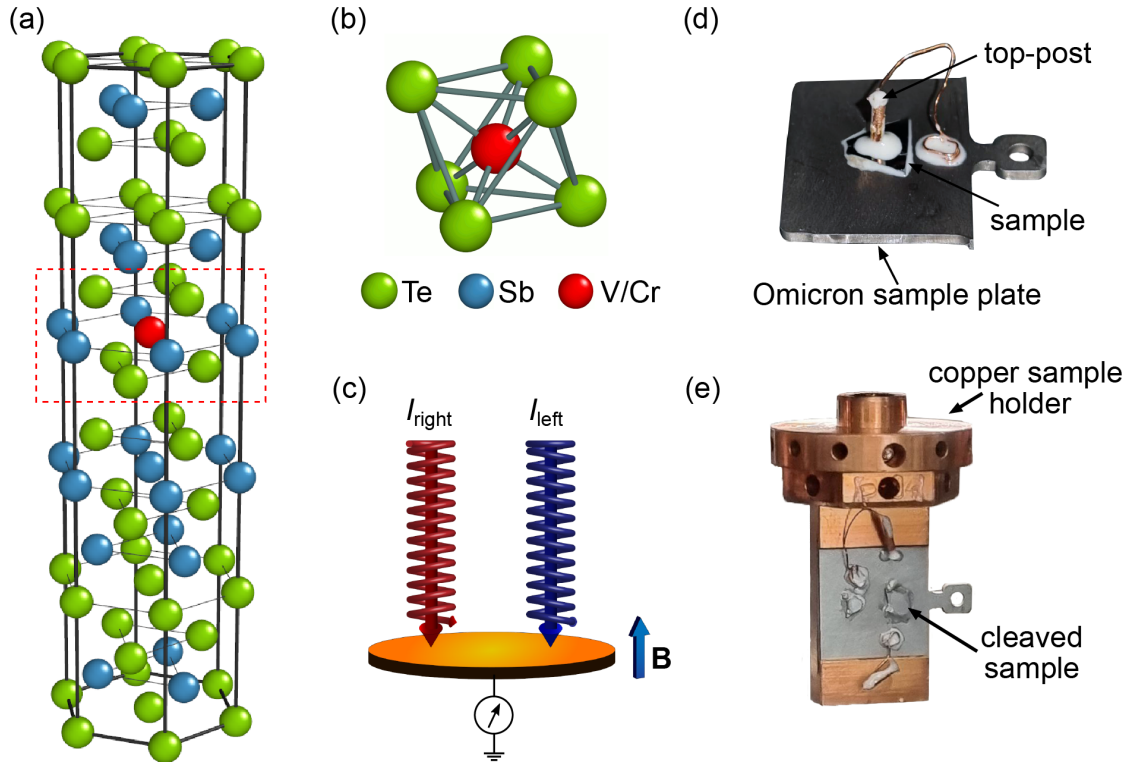 (a)
(b)
Te Sb V/Cr
(c)
I_right I_left
B
(d)
top-post
sample
Omicron sample plate
(e)
copper sample
holder
cleaved
sample